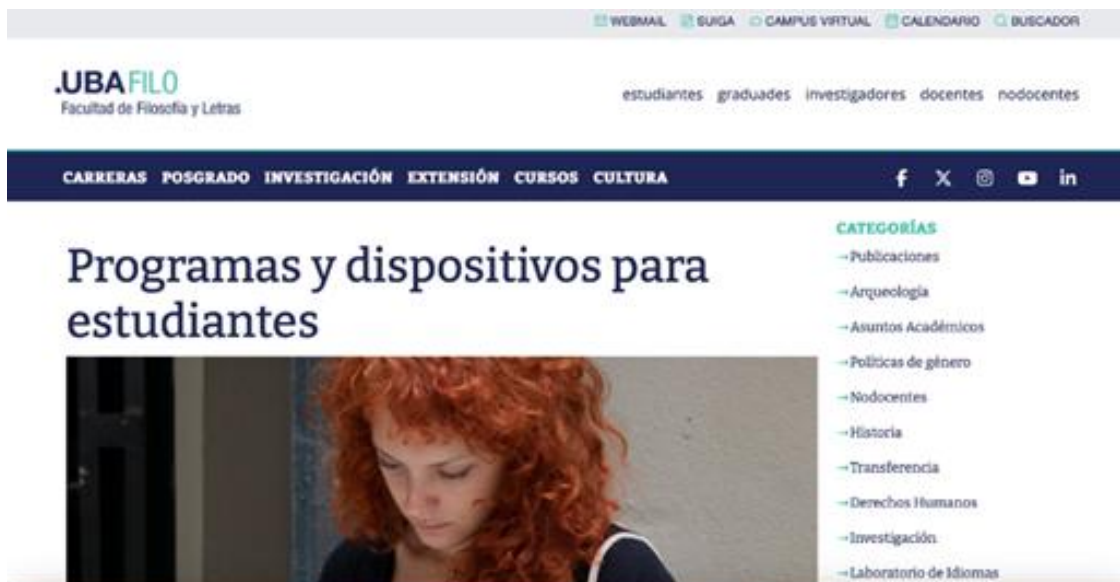 WEBMAIL SUIGA CAMPUS VIRTUAL CALENDARIO BUSCADOR
.UBAFILO
Facultad de Filosofía y Letras
estudiantes graduades investigadores docentes nodocentes
CARRERAS POSGRADO INVESTIGACIÓN EXTENSIÓN CURSOS CULTURA
f X in
Programas y dispositivos para
estudiantes
CATEGORÍAS
→Publicaciones
→Arqueología
→Asuntos Académicos
→Políticas de género
→Nodocentes
→Historia
→Transferencia
→Derechos Humanos
→Investigación
→Laboratorio de Idiomas